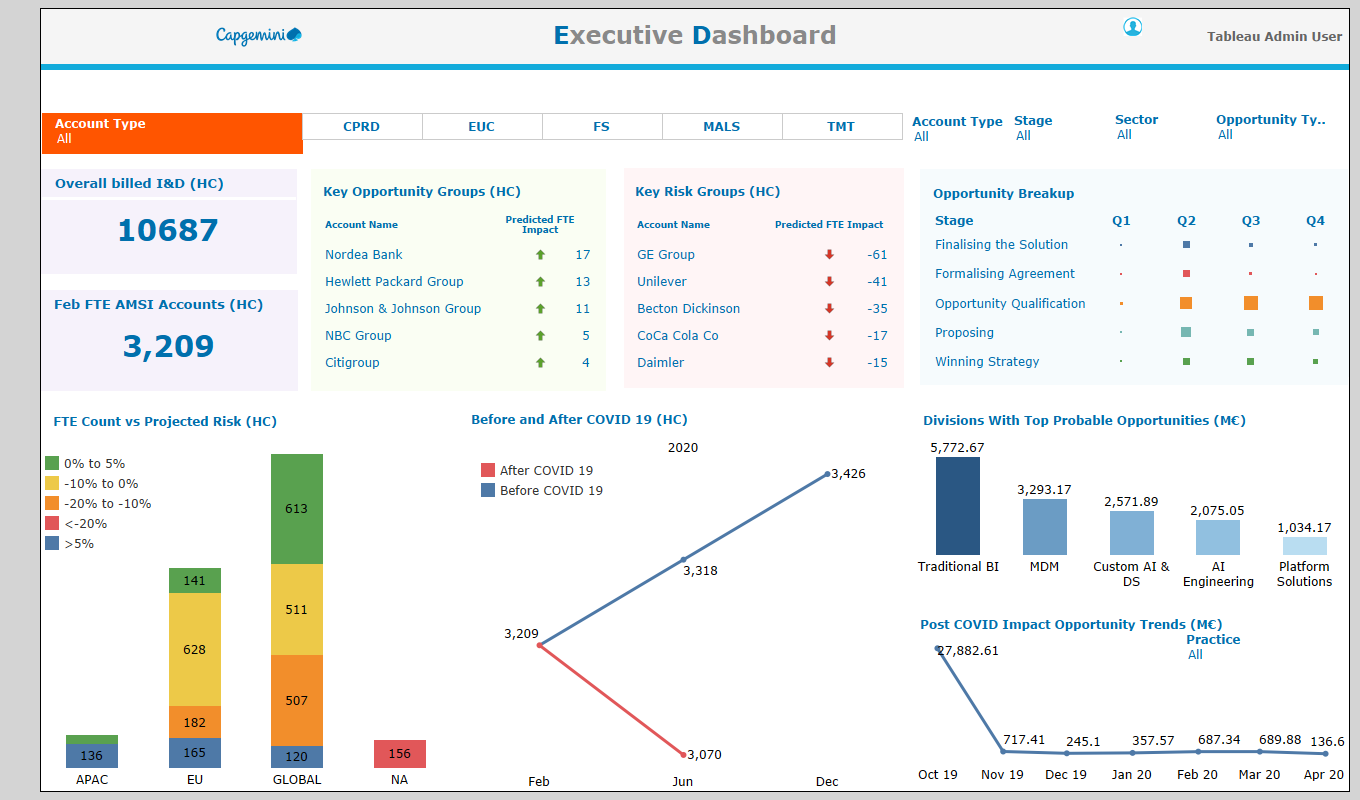 Capgemini
Executive Dashboard
Tableau Admin User
Account Type
All
CPRD
EUC
FS
MALS
TMT
Account Type
All
Stage
All
Sector
All
Opportunity Ty..
All
Overall billed I&D (HC)
10687
Feb FTE AMSI Accounts (HC)
3,209
Key Opportunity Groups (HC)
Account Name Predicted FTE
Impact
Nordea Bank 17
Hewlett Packard Group 13
Johnson & Johnson Group 11
NBC Group 5
Citigroup 4
Key Risk Groups (HC)
Account Name Predicted FTE Impact
GE Group -61
Unilever -41
Becton Dickinson -35
CoCa Cola Co -17
Daimler -15
Opportunity Breakup
Stage Q1 Q2 Q3 Q4
Finalising the Solution
Formalising Agreement
Opportunity Qualification
Proposing
Winning Strategy
FTE Count vs Projected Risk (HC)
0% to 5%
-10% to 0%
-20% to -10%
<-20%
>5%
136
141
628
182
165
613
511
507
120
156
APAC EU GLOBAL NA
Before and After COVID 19 (HC)
2020
After COVID 19
Before COVID 19
3,426
3,318
3,209
3,070
Feb Jun Dec
Divisions With Top Probable Opportunities (M€)
5,772.67
3,293.17
2,571.89
2,075.05
1,034.17
Traditional BI
MDM
Custom AI &
DS
AI
Engineering
Platform
Solutions
Post COVID Impact Opportunity Trends (M€)
Practice
All
27,882.61
717.41 245.1 357.57 687.34 689.88 136.6
Oct 19 Nov 19 Dec 19 Jan 20 Feb 20 Mar 20 Apr 20